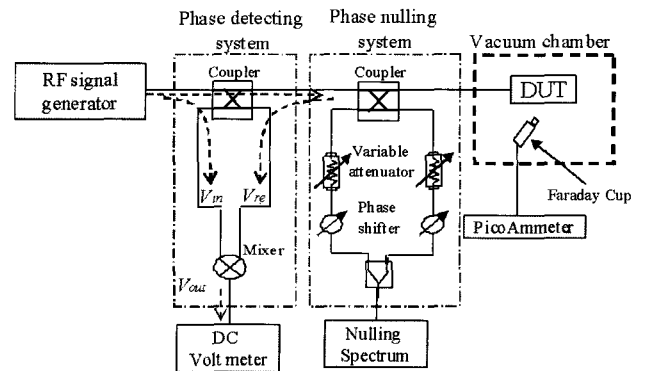 Phase detecting
system
Phase nulling
system
Vacuum chamber
RF signal
generator
Coupler
Coupler
DUT
Vin
Vre
Variable
attenuator
Phase
shifter
Faraday Cup
PicoAmmeter
Mixer
Vout
DC
Volt meter
Nulling
Spectrum